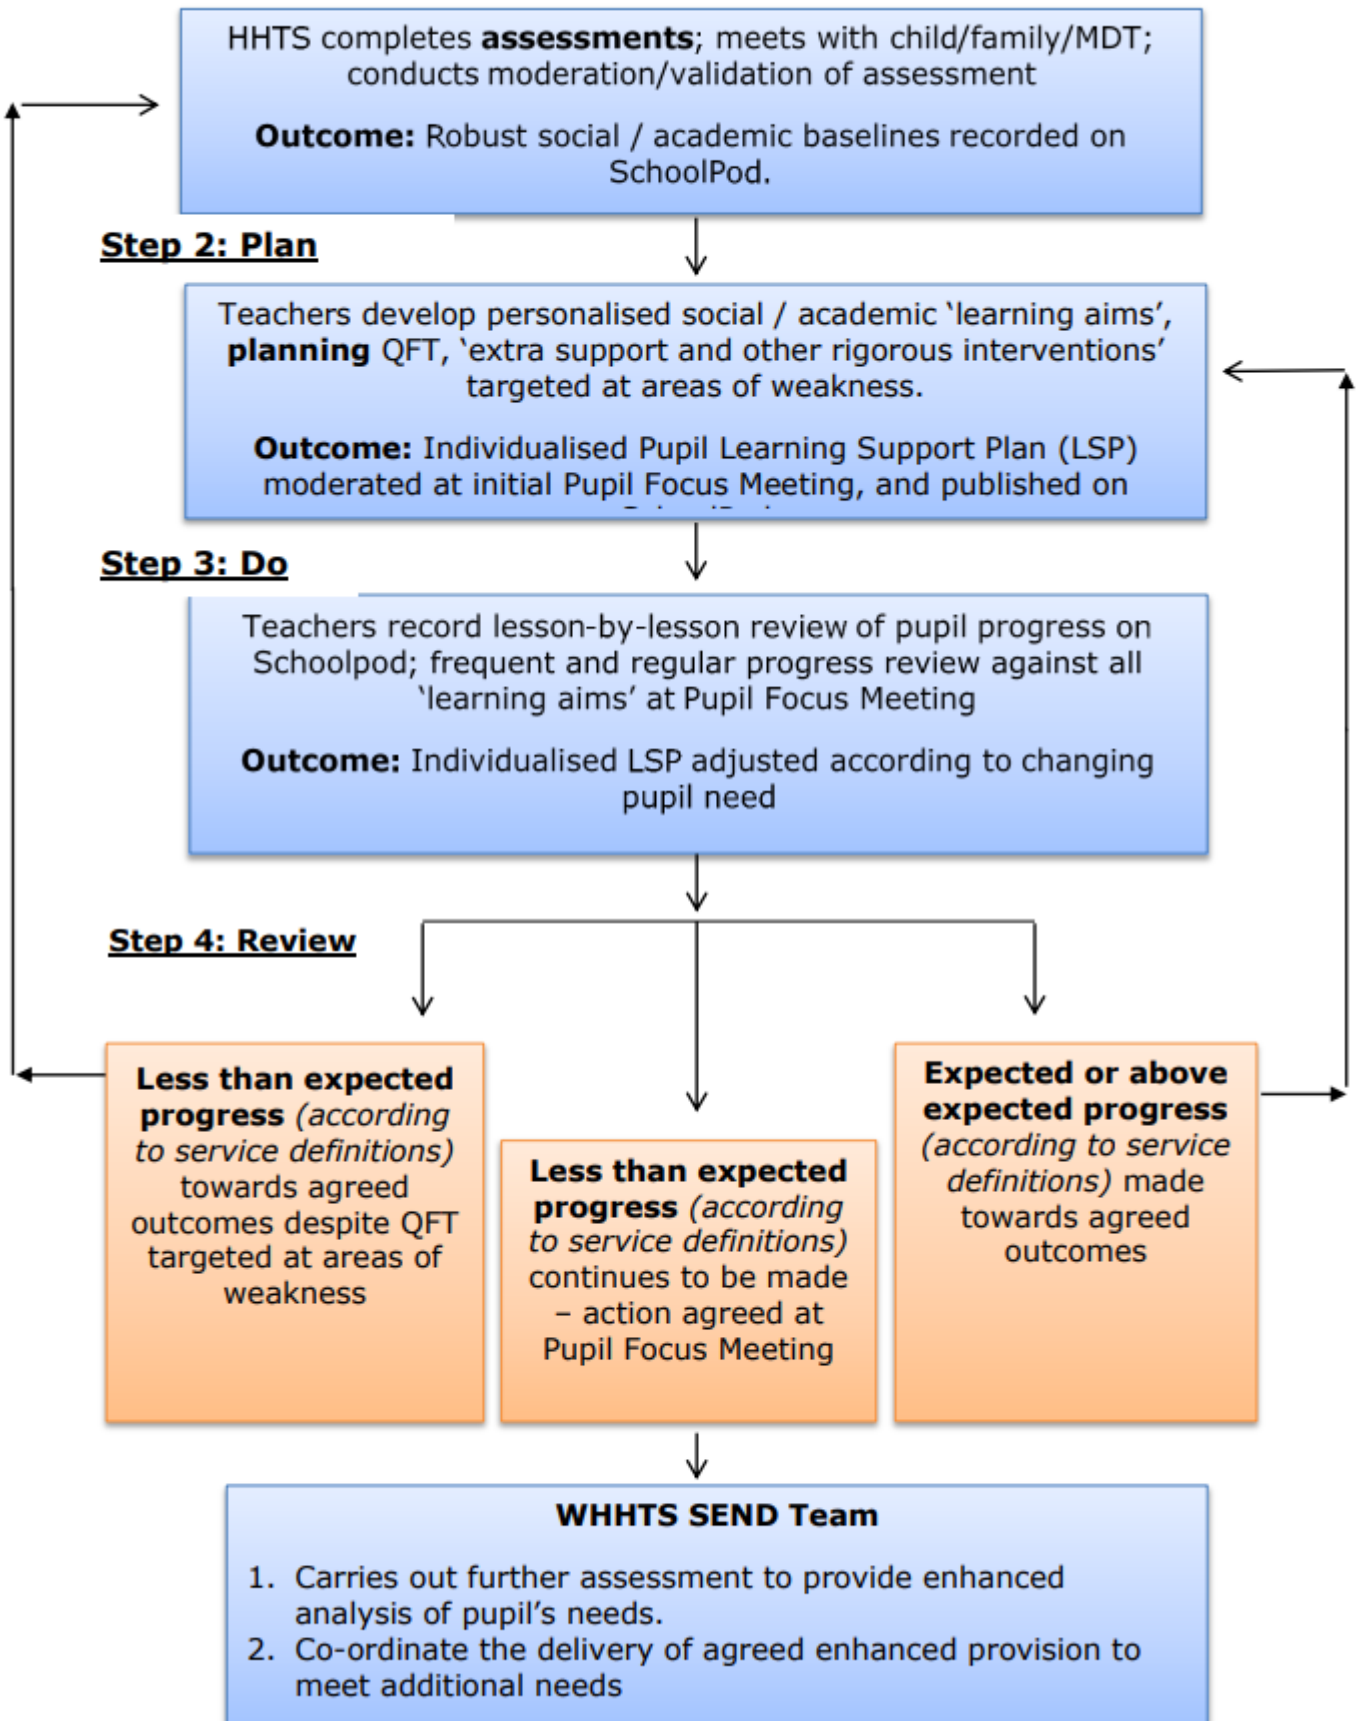 HHTS completes assessments; meets with child/family/MDT;
conducts moderation/validation of assessment
Outcome: Robust social / academic baselines recorded on
SchoolPod.
Step 2: Plan
Teachers develop personalised social / academic ‘learning aims’,
planning QFT, ‘extra support and other rigorous interventions’
targeted at areas of weakness.
Outcome: Individualised Pupil Learning Support Plan (LSP)
moderated at initial Pupil Focus Meeting, and published on
Step 3: Do
Teachers record lesson-by-lesson review of pupil progress on
Schoolpod; frequent and regular progress review against all
‘learning aims’ at Pupil Focus Meeting
Outcome: Individualised LSP adjusted according to changing
pupil need
Step 4: Review
Less than expected
progress (according
to service definitions)
towards agreed
outcomes despite QFT
targeted at areas of
weakness
Less than expected
progress (according
to service definitions)
continues to be made
– action agreed at
Pupil Focus Meeting
Expected or above
expected progress
(according to service
definitions) made
towards agreed
outcomes
WHHTS SEND Team
1. Carries out further assessment to provide enhanced
analysis of pupil’s needs.
2. Co-ordinate the delivery of agreed enhanced provision to
meet additional needs